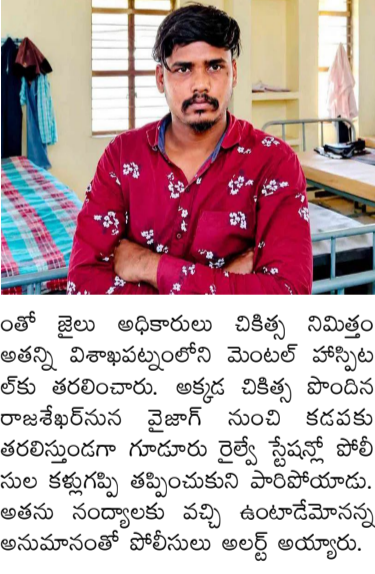 ంతో జైలు అధికారులు చికిత్స నిమిత్తం
అతన్ని విశాఖపట్నంలోని మెంటల్ హాస్పిట
ల్‌కు తరలించారు. అక్కడ చికిత్స పొందిన
రాజశేఖర్‌నున వైజాగ్ నుంచి కడపకు
తరలిస్తుండగా గూడూరు రైల్వే స్టేషన్లో పోలీ
సుల కళ్లుగప్పి తప్పించుకుని పారిపోయాడు.
అతను నంద్యాలకు వచ్చి ఉంటాడేమోనన్న
అనుమానంతో పోలీసులు అలర్ట్ అయ్యారు.